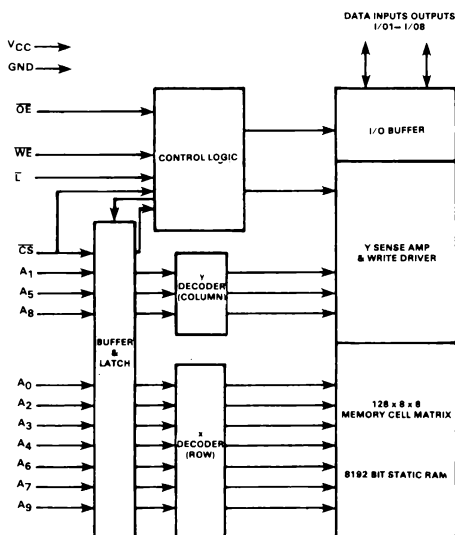 DATA INPUTS OUTPUTS
I/01– I/08
VCC
GND
OE
WE
L
CS
A1
A5
A8
A0
A2
A3
A4
A6
A7
A9
BUFFER
&
LATCH
CONTROL LOGIC
Y
DECODER
(COLUMN)
X
DECODER
(ROW)
I/O BUFFER
Y SENSE AMP
& WRITE DRIVER
128 x 8 x 8
MEMORY CELL MATRIX
8192 BIT STATIC RAM